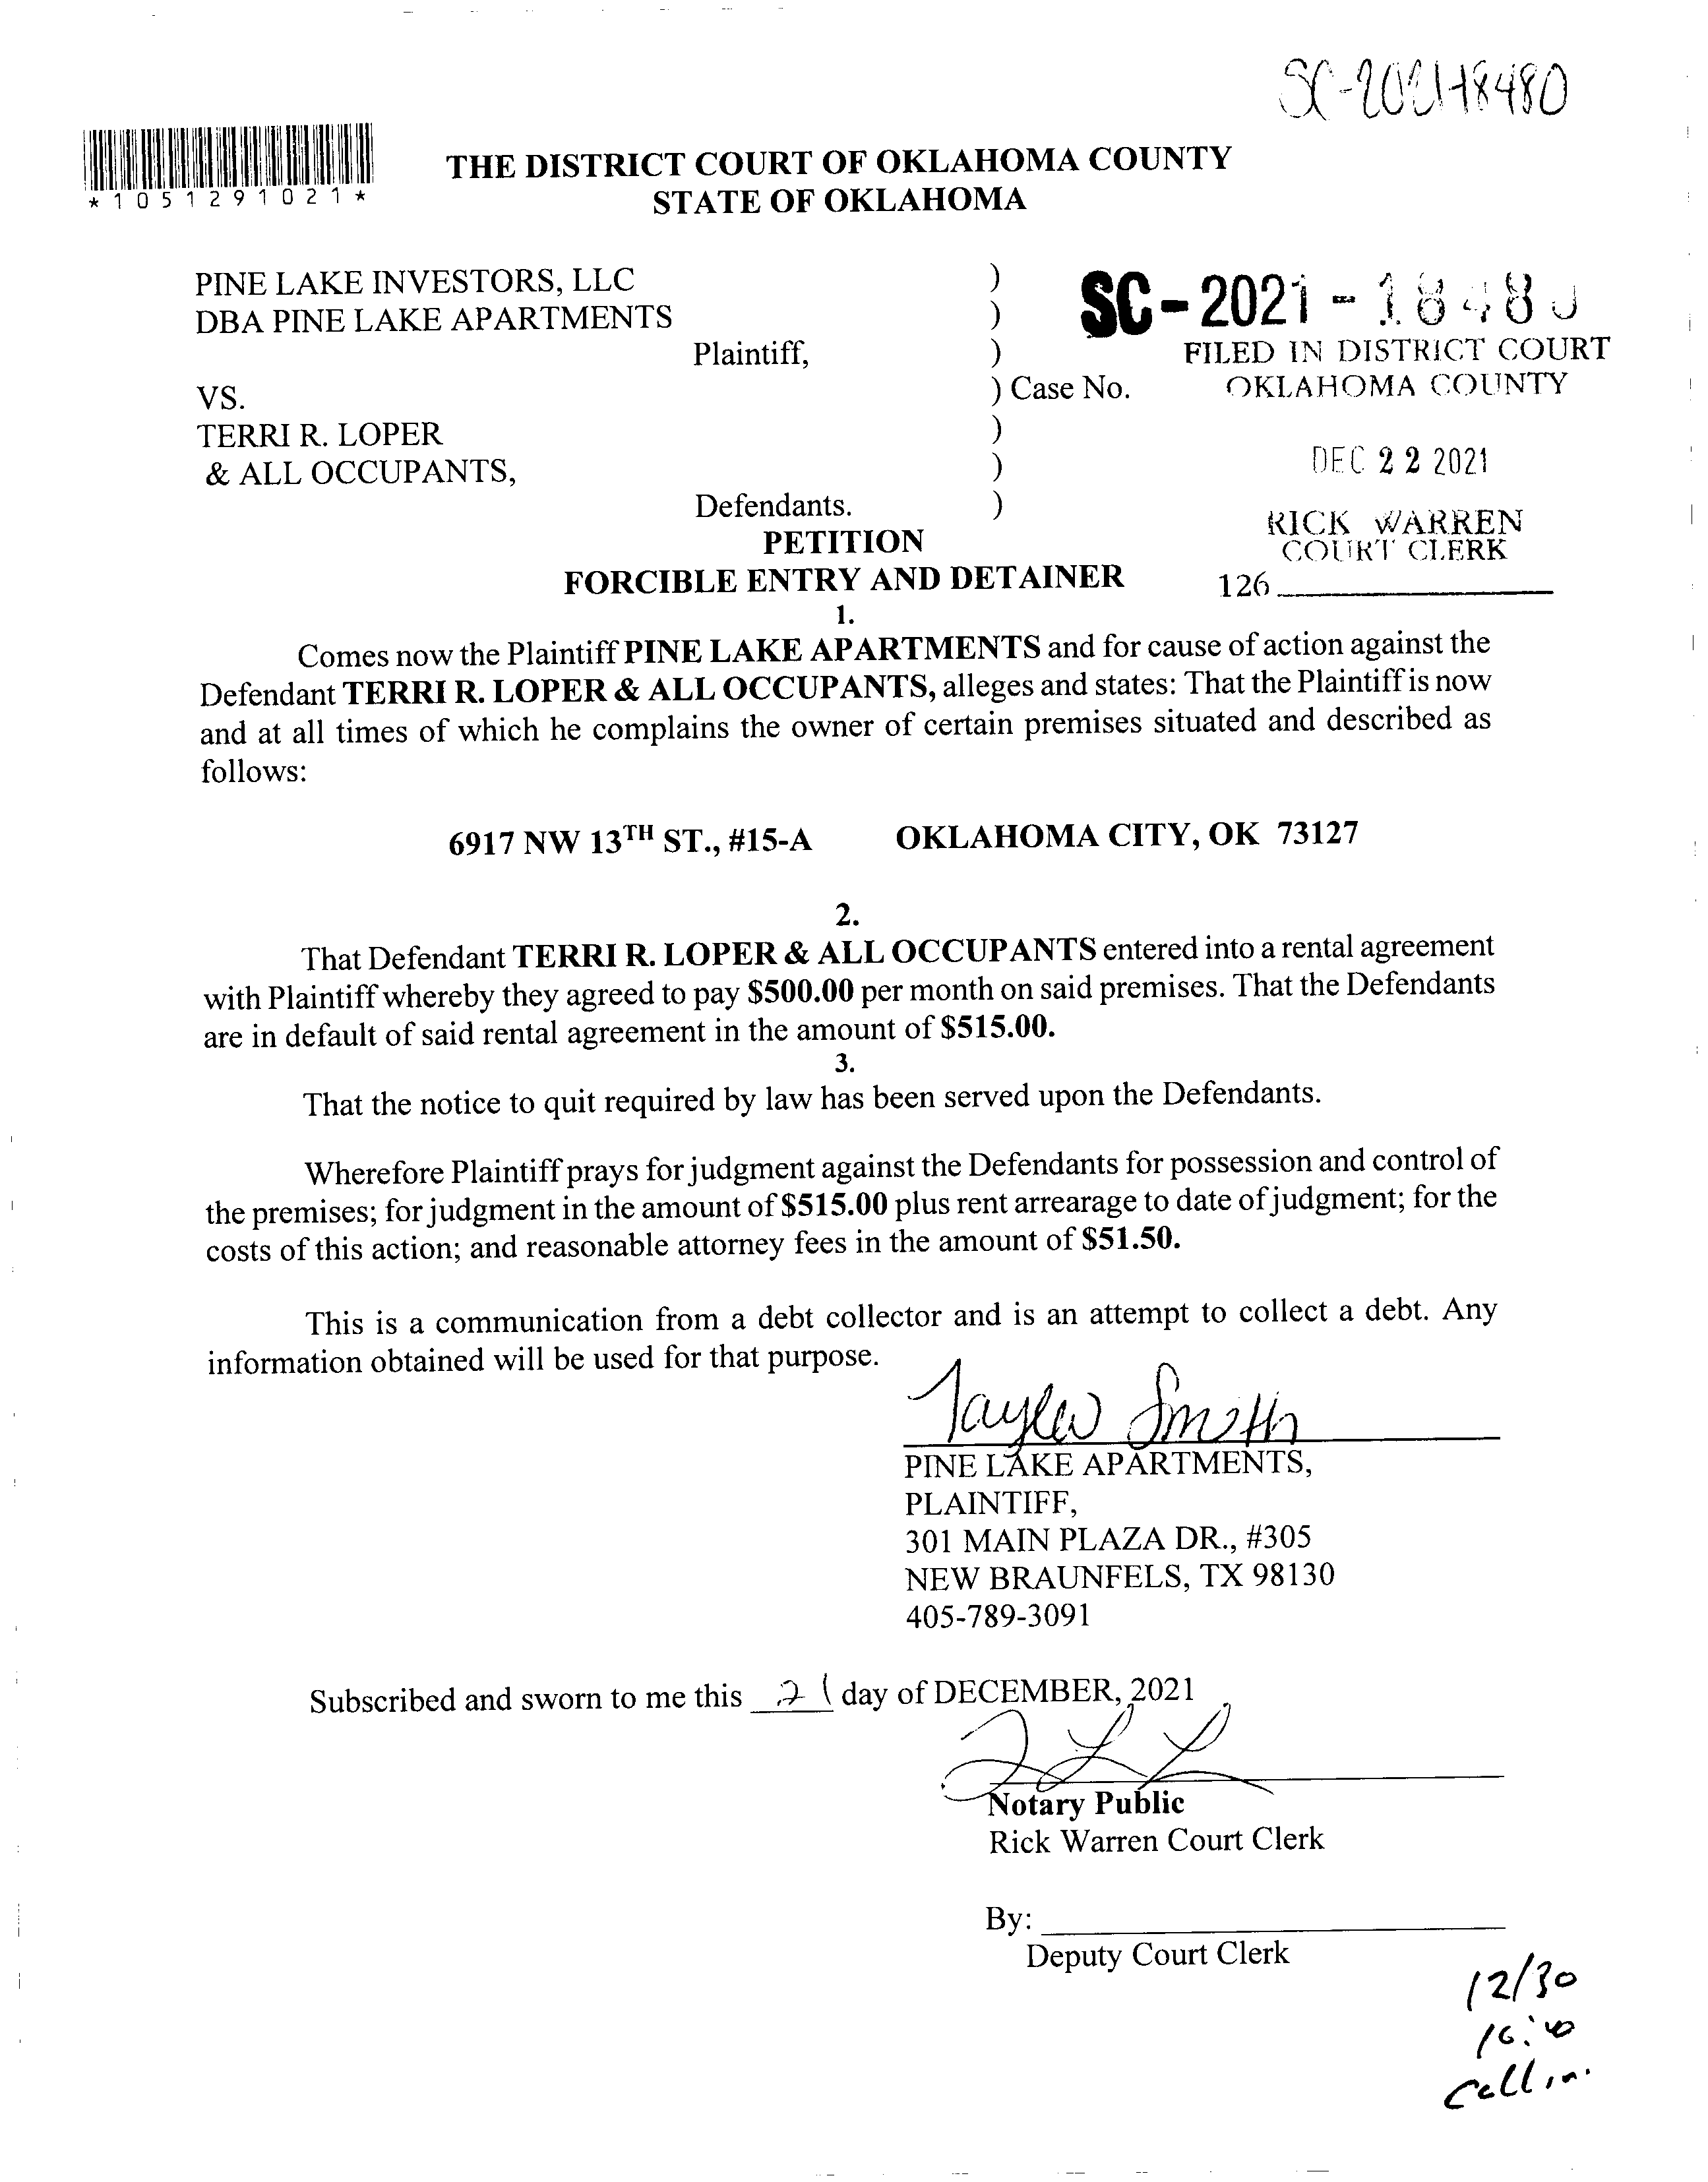 SC-2021-18480
*1051291021*
THE DISTRICT COURT OF OKLAHOMA COUNTY
STATE OF OKLAHOMA
PINE LAKE INVESTORS, LLC )
DBA PINE LAKE APARTMENTS )
Plaintiff, )
VS. ) Case No.
TERRI R. LOPER )
& ALL OCCUPANTS, )
Defendants. )
SC-2021-18480
FILED IN DISTRICT COURT
OKLAHOMA COUNTY
DEC 22 2021
RICK WARREN
COURT CLERK
126
PETITION
FORCIBLE ENTRY AND DETAINER
1.
Comes now the Plaintiff PINE LAKE APARTMENTS and for cause of action against the
Defendant TERRI R. LOPER & ALL OCCUPANTS, alleges and states: That the Plaintiff is now
and at all times of which he complains the owner of certain premises situated and described as
follows:
6917 NW 13TH ST., #15-A OKLAHOMA CITY, OK 73127
2.
That Defendant TERRI R. LOPER & ALL OCCUPANTS entered into a rental agreement
with Plaintiff whereby they agreed to pay $500.00 per month on said premises. That the Defendants
are in default of said rental agreement in the amount of $515.00.
3.
That the notice to quit required by law has been served upon the Defendants.
Wherefore Plaintiff prays for judgment against the Defendants for possession and control of
the premises; for judgment in the amount of $515.00 plus rent arrearage to date of judgment; for the
costs of this action; and reasonable attorney fees in the amount of $51.50.
This is a communication from a debt collector and is an attempt to collect a debt. Any
information obtained will be used for that purpose.
Taylor Smith
PINE LAKE APARTMENTS,
PLAINTIFF,
301 MAIN PLAZA DR., #305
NEW BRAUNFELS, TX 98130
405-789-3091
Subscribed and sworn to me this 21 day of DECEMBER, 2021
Notary Public
Rick Warren Court Clerk
By:
Deputy Court Clerk
12/30